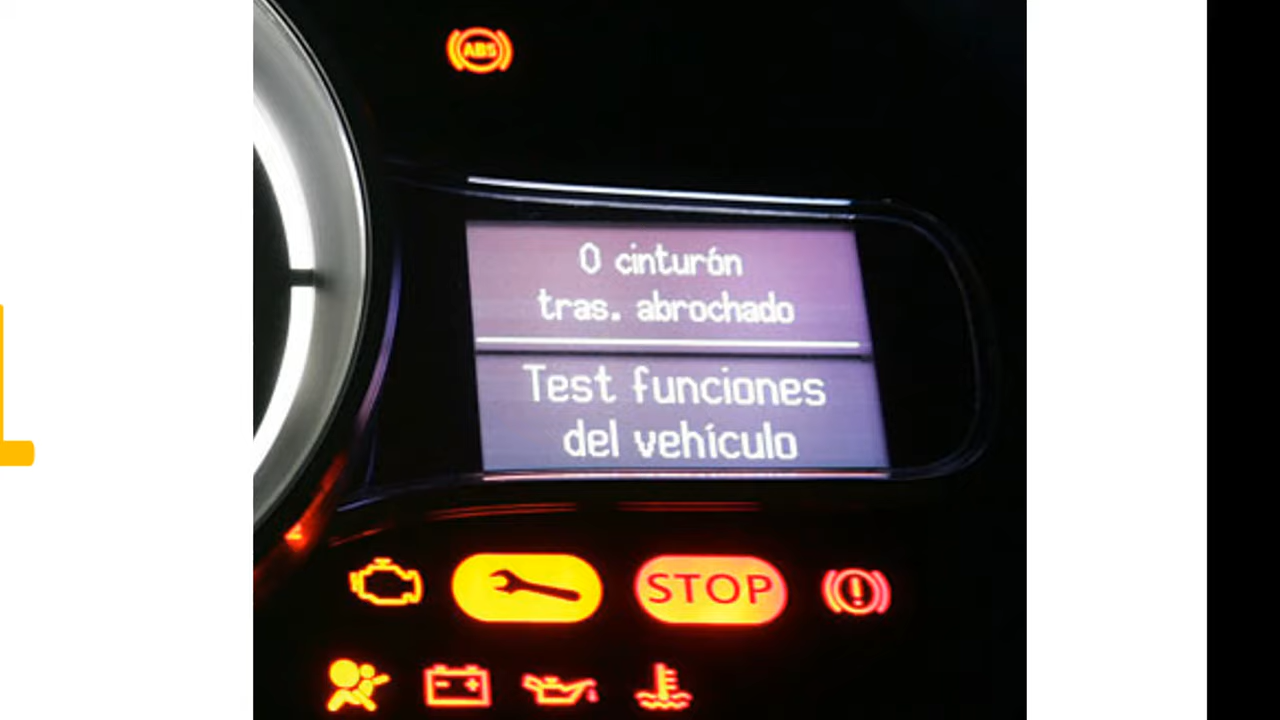 ABS
0 cinturón
tras. abrochado
Test funciones
del vehículo
STOP